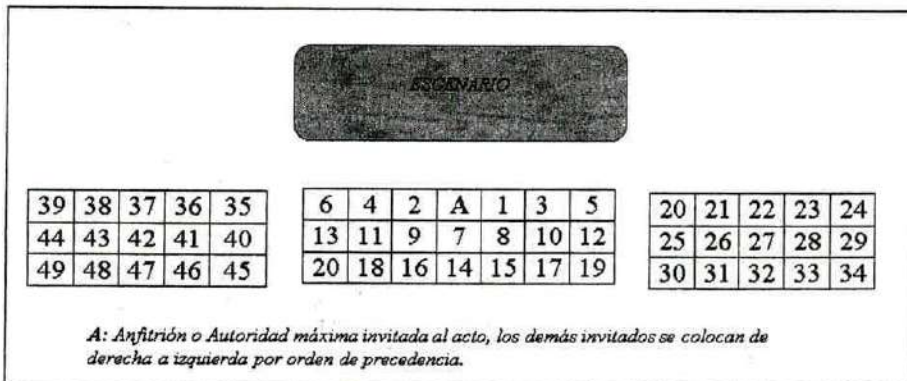 ESCENARIO
39 38 37 36 35
44 43 42 41 40
49 48 47 46 45
6 4 2 A 1 3 5
13 11 9 7 8 10 12
20 18 16 14 15 17 19
20 21 22 23 24
25 26 27 28 29
30 31 32 33 34
A: Anfitrión o Autoridad máxima invitada al acto, los demás invitados se colocan de
derecha a izquierda por orden de precedencia.